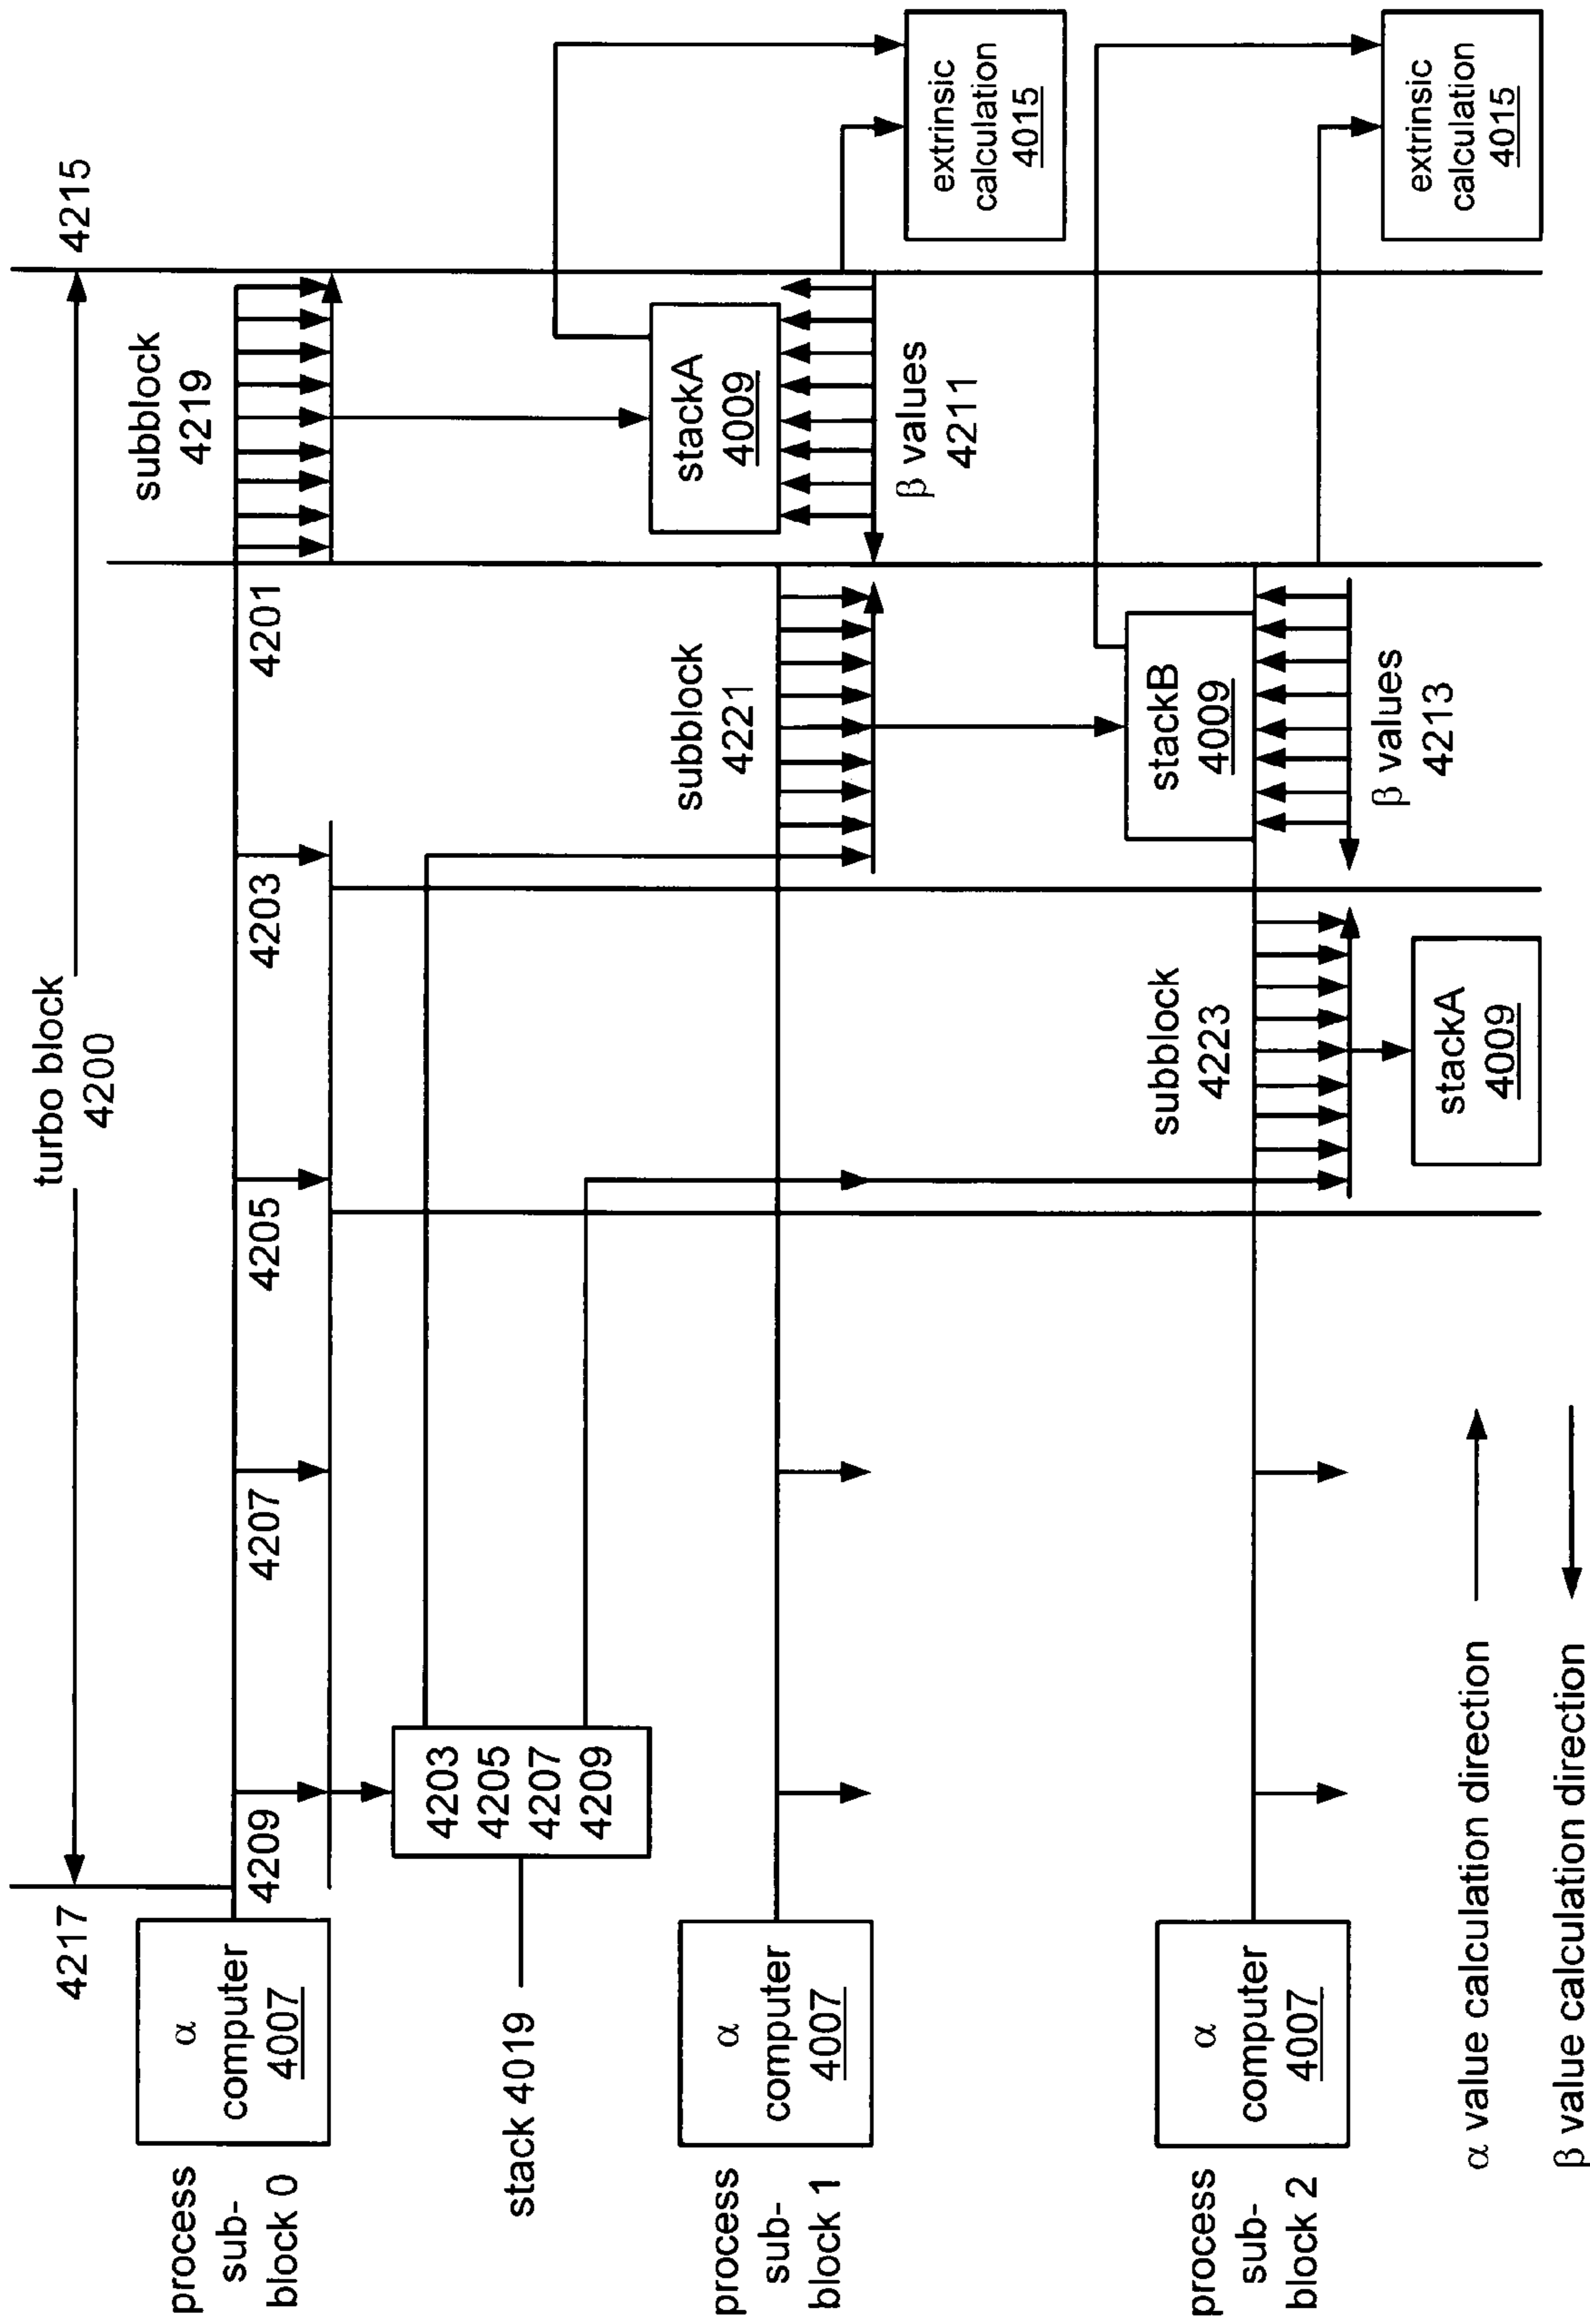 turbo block
4200
4217
4215
subblock
4219
process
sub-
block 0
α
computer
4007
4209
4207
4205
4203
4201
stack 4019
4203
4205
4207
4209
stackA
4009
β values
4211
extrinsic
calculation
4015
process
sub-
block 1
α
computer
4007
subblock
4221
stackB
4009
β values
4213
extrinsic
calculation
4015
process
sub-
block 2
α
computer
4007
subblock
4223
stackA
4009
α value calculation direction
β value calculation direction